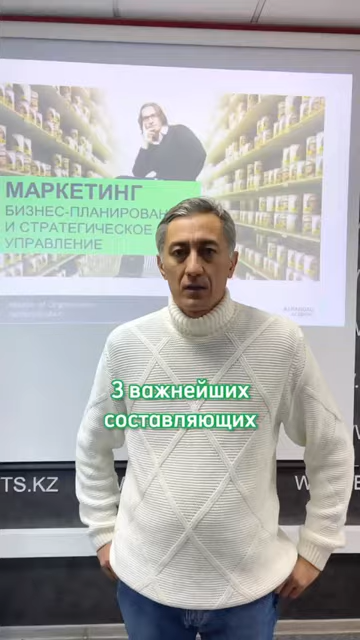 МАРКЕТИНГ
БИЗНЕС-ПЛАНИРОВАН
И СТРАТЕГИЧЕСКОЕ
УПРАВЛЕНИЕ
3 важнейших
составляющих
TS.KZ
W
W